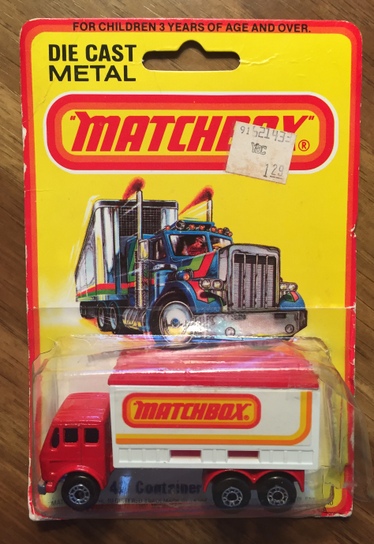 FOR CHILDREN 3 YEARS OF AGE AND OVER.
DIE CAST
METAL
"MATCHBOX"®
1 29
"MATCHBOX"
Container